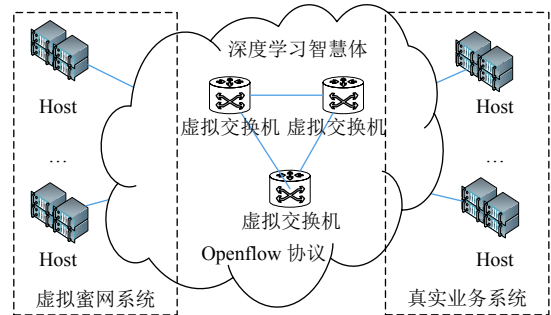 深度学习智慧体
Host
Host
虚拟交换机
虚拟交换机
…
…
虚拟交换机
Openflow 协议
Host
Host
虚拟蜜网系统
真实业务系统